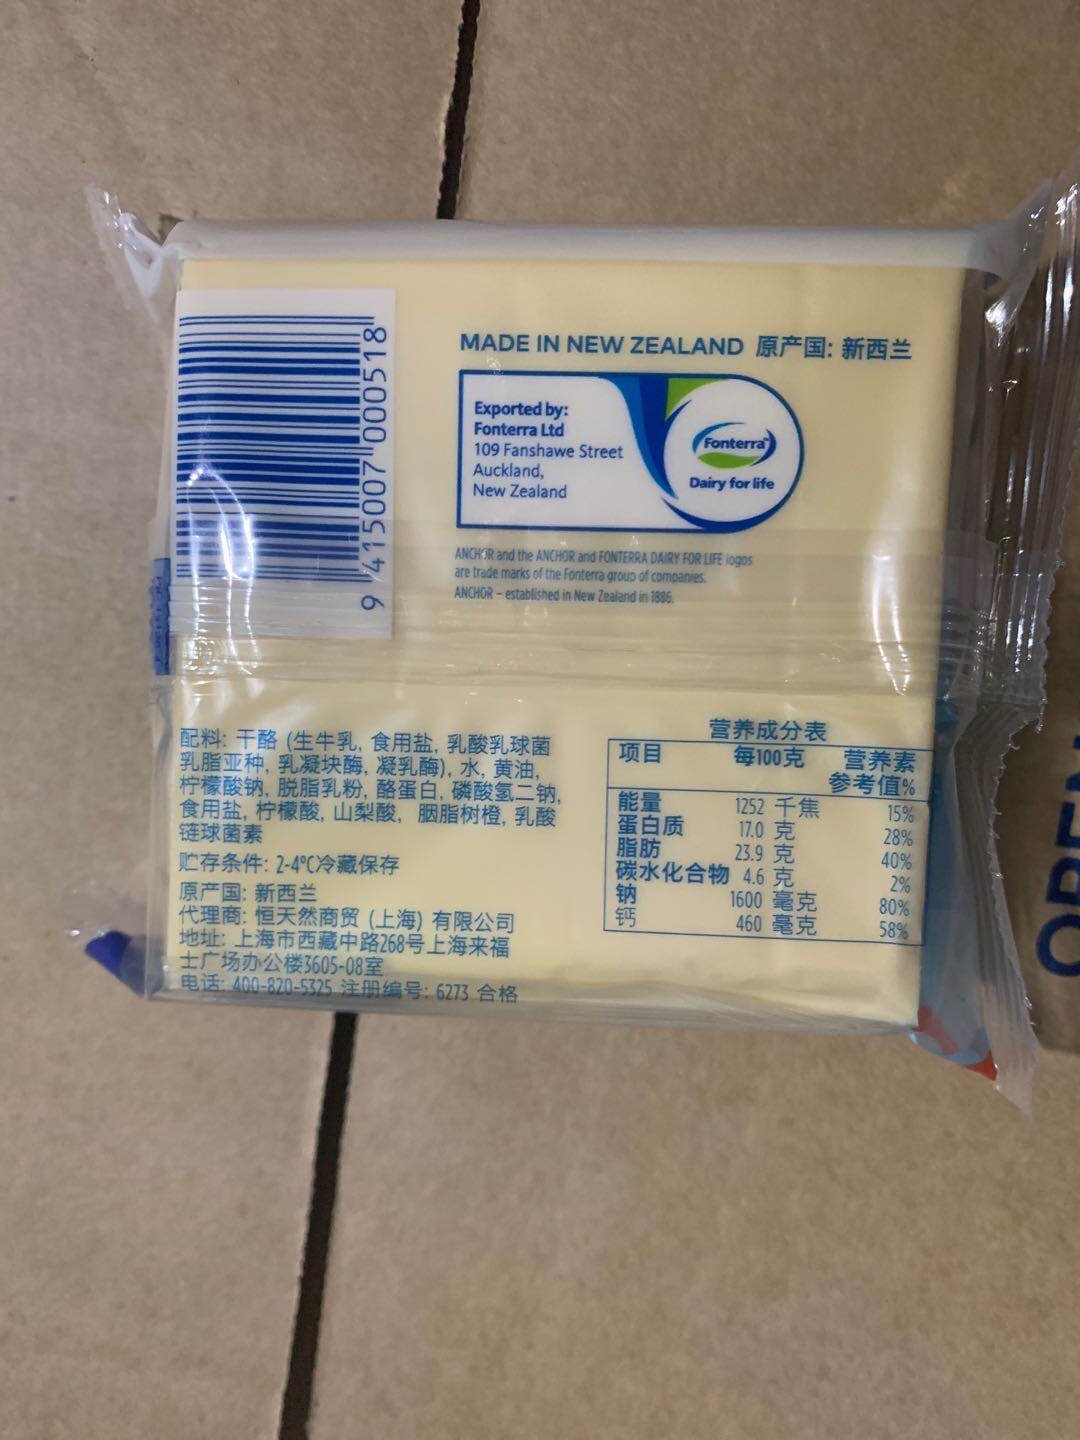 9 415007 000518
MADE IN NEW ZEALAND 原产国: 新西兰
Exported by:
Fonterra Ltd
109 Fanshawe Street
Auckland,
New Zealand
Fonterra™
Dairy for life
ANCHOR and the ANCHOR and FONTERRA DAIRY FOR LIFE logos
are trade marks of the Fonterra group of companies.
ANCHOR – established in New Zealand in 1886.
配料: 干酪 (生牛乳, 食用盐, 乳酸乳球菌
乳脂亚种, 乳凝块酶, 凝乳酶), 水, 黄油,
柠檬酸钠, 脱脂乳粉, 酪蛋白, 磷酸氢二钠,
食用盐, 柠檬酸, 山梨酸, 胭脂树橙, 乳酸
链球菌素
贮存条件: 2-4℃冷藏保存
原产国: 新西兰
代理商: 恒天然商贸 (上海) 有限公司
地址: 上海市西藏中路268号上海来福
士广场办公楼3605-08室
电话: 400-820-5325 注册编号: 6273 合格
营养成分表
项目 每100克 营养素
参考值%
能量 1252 千焦 15%
蛋白质 17.0 克 28%
脂肪 23.9 克 40%
碳水化合物 4.6 克 2%
钠 1600 毫克 80%
钙 460 毫克 58%
OPEN